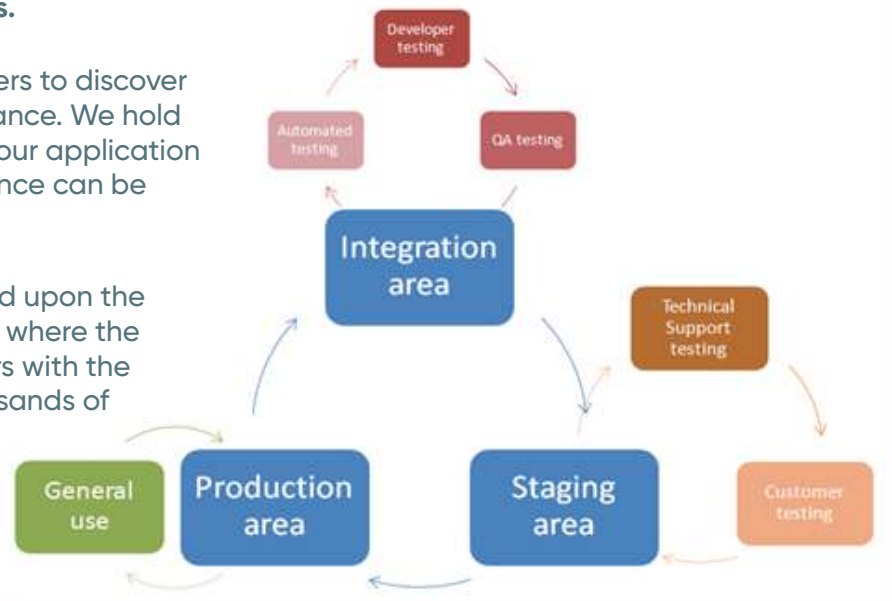 s.
ers to discover
ance. We hold
our application
nce can be
d upon the
where the
rs with the
sands of
Developer
testing
Automated
testing
QA testing
Integration
area
Technical
Support
testing
General
use
Production
area
Staging
area
Customer
testing